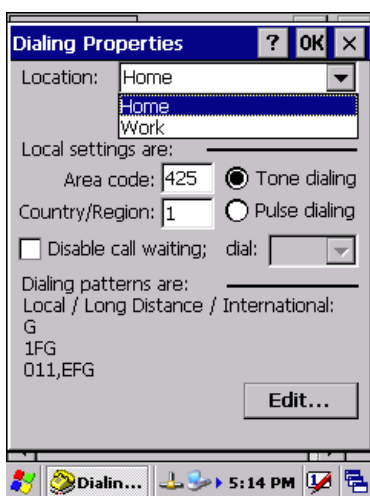 Dialing Properties ? OK ×
Location: Home
Home
Work
Local settings are:
Area code: 425 Tone dialing
Country/Region: 1 Pulse dialing
Disable call waiting; dial:
Dialing patterns are:
Local / Long Distance / International:
G
1FG
011,EFG
Edit...
Dialin... 5:14 PM